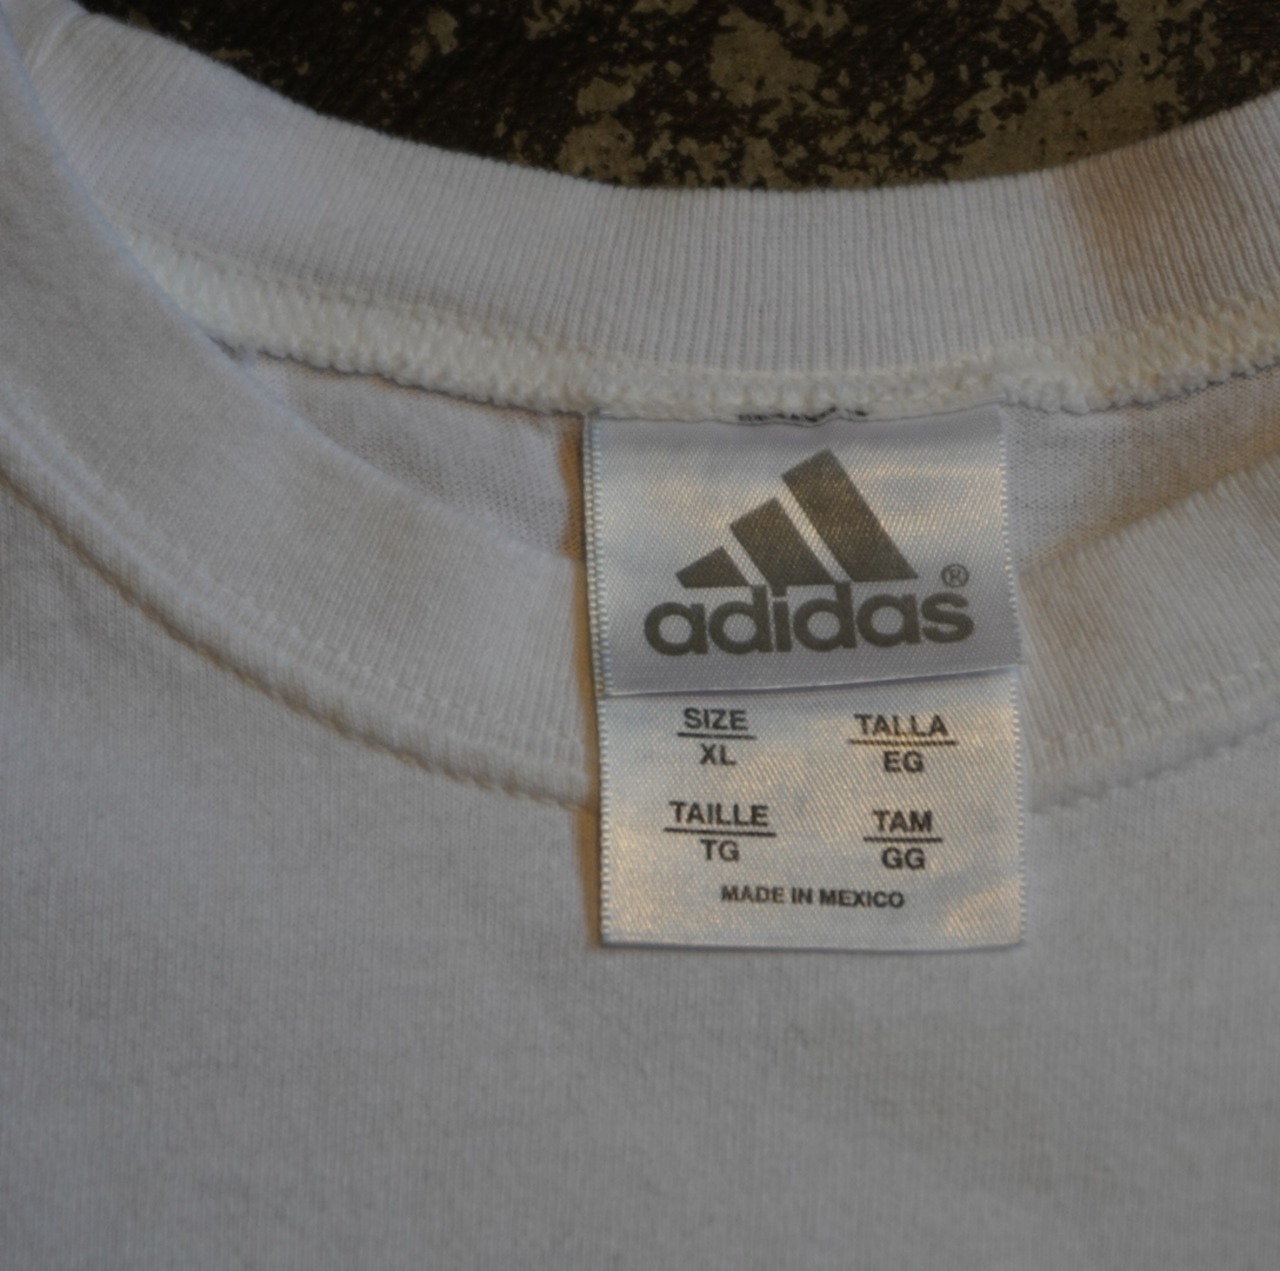 adidas®
SIZE
XL
TALLA
EG
TAILLE
TG
TAM
GG
MADE IN MEXICO